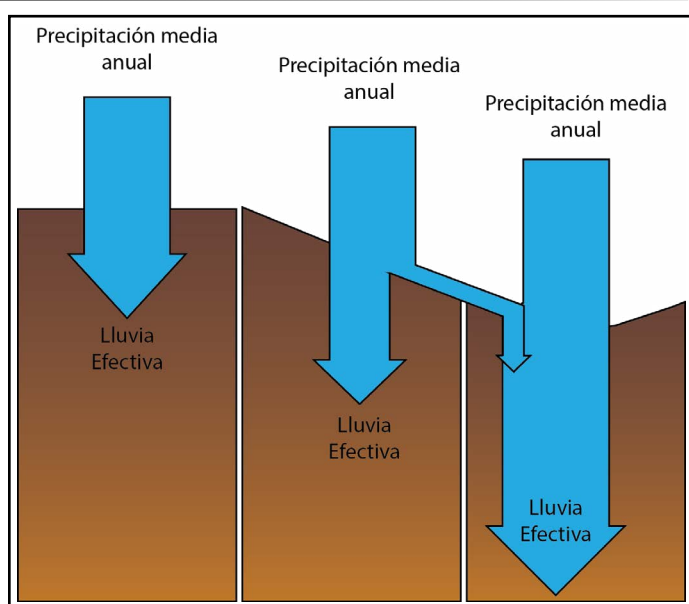 Precipitación media
anual
Precipitación media
anual
Precipitación media
anual
Lluvia
Efectiva
Lluvia
Efectiva
Lluvia
Efectiva